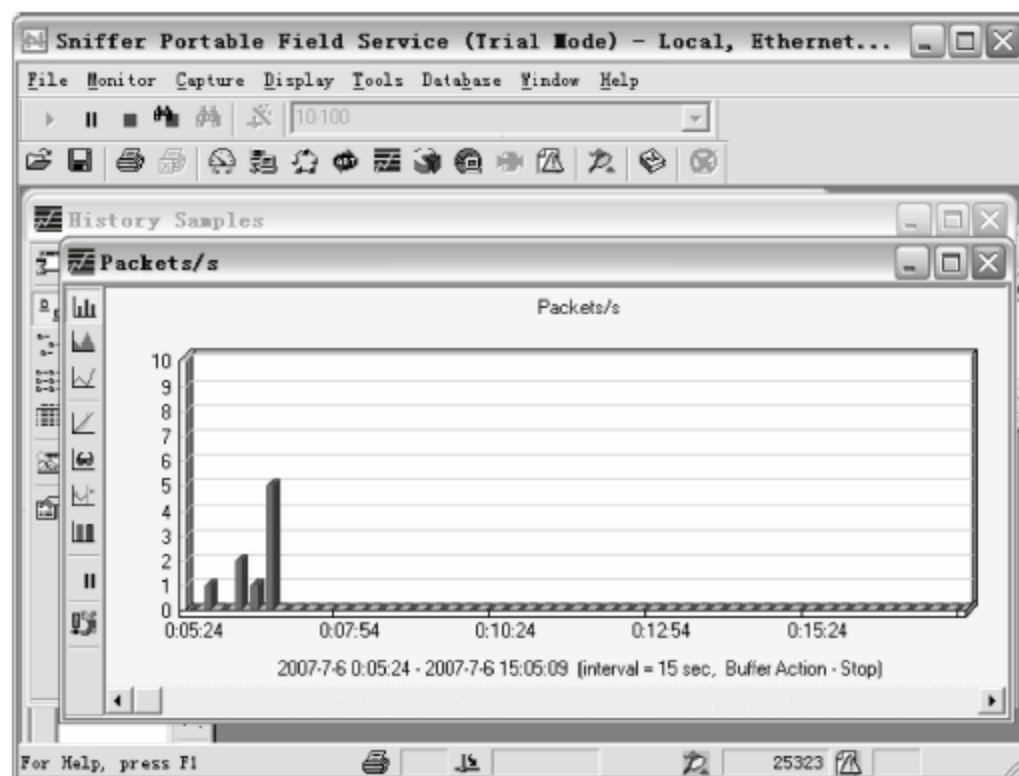 Sniffer Portable Field Service (Trial Mode) - Local, Ethernet...
File Monitor Capture Display Tools Database Window Help
10-100
History Samples
Packets/s
Packets/s
10
9
8
7
6
5
4
3
2
1
0
0:05:24 0:07:54 0:10:24 0:12:54 0:15:24
2007-7-6 0:05:24 - 2007-7-6 15:05:09 (interval = 15 sec, Buffer Action - Stop)
For Help, press F1 25323